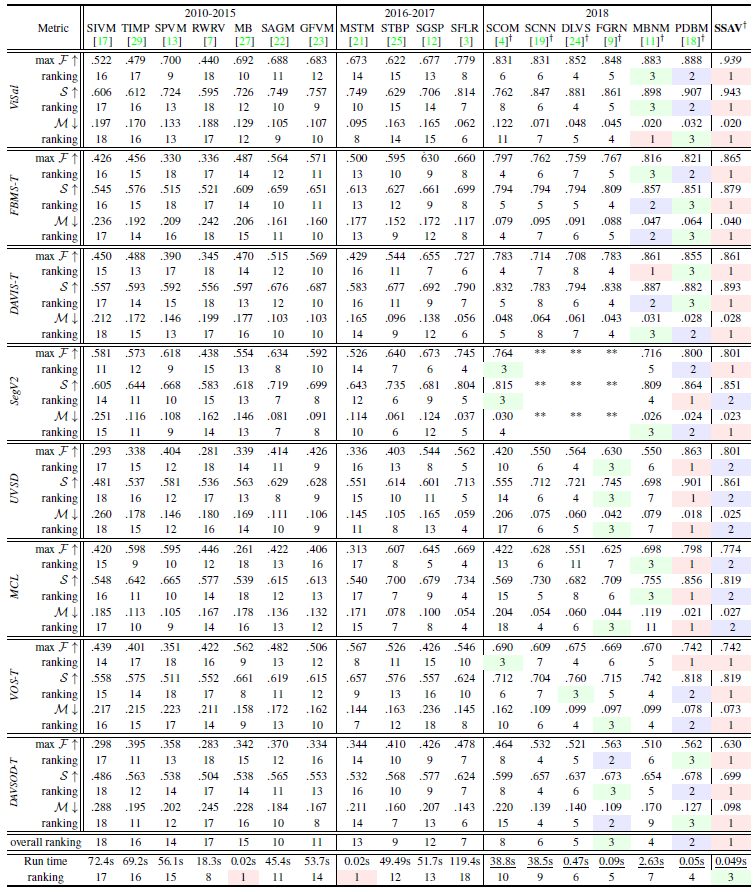 2010-2015 2016-2017 2018
Metric SIVM TIMP SPVM RWRV MB SAGM GFVM MSTM STBP SGSP SFLR SCOM SCNN DLVS FGRN MBNM PDBM SSAV†
[17] [29] [13] [7] [27] [22] [23] [21] [25] [12] [3] [4]† [19]† [24]† [9]† [11]† [18]†
ViSal
max F ↑ .522 .479 .700 .440 .692 .688 .683 .673 .622 .677 .779 .831 .831 .852 .848 .883 .888 .939
ranking 16 17 9 18 10 11 12 14 15 13 8 6 6 4 5 3 2 1
S ↑ .606 .612 .724 .595 .726 .749 .757 .749 .629 .706 .814 .762 .847 .881 .861 .898 .907 .943
ranking 17 16 13 18 12 10 9 10 15 14 7 8 6 4 5 3 2 1
M ↓ .197 .170 .133 .188 .129 .105 .107 .095 .163 .165 .062 .122 .071 .048 .045 .020 .032 .020
ranking 18 16 13 17 12 9 10 8 14 15 6 11 7 5 4 1 3 1
FBMS-T
max F ↑ .426 .456 .330 .336 .487 .564 .571 .500 .595 .630 .660 .797 .762 .759 .767 .816 .821 .865
ranking 16 15 18 17 14 12 11 13 10 9 8 4 6 7 5 3 2 1
S ↑ .545 .576 .515 .521 .609 .659 .651 .613 .627 .661 .699 .794 .794 .794 .809 .857 .851 .879
ranking 16 15 18 17 14 10 11 13 12 9 8 5 5 5 4 2 3 1
M ↓ .236 .192 .209 .242 .206 .161 .160 .177 .152 .172 .117 .079 .095 .091 .088 .047 .064 .040
ranking 17 14 16 18 15 11 10 13 9 12 8 4 7 6 5 2 3 1
DAVIS-T
max F ↑ .450 .488 .390 .345 .470 .515 .569 .429 .544 .655 .727 .783 .714 .708 .783 .861 .855 .861
ranking 15 13 17 18 14 12 10 16 11 7 6 4 7 8 4 1 3 1
S ↑ .557 .593 .592 .556 .597 .676 .687 .583 .677 .692 .790 .832 .783 .794 .838 .887 .882 .893
ranking 17 14 15 18 13 12 10 16 11 9 7 5 8 6 4 2 3 1
M ↓ .212 .172 .146 .199 .177 .103 .103 .165 .096 .138 .056 .048 .064 .061 .043 .031 .028 .028
ranking 18 15 13 17 16 10 10 14 9 12 6 5 8 7 4 3 2 1
SegV2
max F ↑ .581 .573 .618 .438 .554 .634 .592 .526 .640 .673 .745 .764 ** ** ** .716 .800 .801
ranking 11 12 9 15 13 8 10 14 7 6 4 3 5 2 1
S ↑ .605 .644 .668 .583 .618 .719 .699 .643 .735 .681 .804 .815 ** ** ** .809 .864 .851
ranking 14 11 10 15 13 7 8 12 6 9 5 3 4 1 2
M ↓ .251 .116 .108 .162 .146 .081 .091 .114 .061 .124 .037 .030 ** ** ** .026 .024 .023
ranking 15 11 9 14 13 7 8 10 6 12 5 4 3 2 1
UVSD
max F ↑ .293 .338 .404 .281 .339 .414 .426 .336 .403 .544 .562 .420 .550 .564 .630 .550 .863 .801
ranking 17 15 12 18 14 11 9 16 13 8 5 10 6 4 3 6 1 2
S ↑ .481 .537 .581 .536 .563 .629 .628 .551 .614 .601 .713 .555 .712 .721 .745 .698 .901 .861
ranking 18 16 12 17 13 8 9 15 10 11 5 14 6 4 3 7 1 2
M ↓ .260 .178 .146 .180 .169 .111 .106 .145 .105 .165 .059 .206 .075 .060 .042 .079 .018 .025
ranking 18 15 12 16 14 10 9 11 8 13 4 17 6 5 3 7 1 2
MCL
max F ↑ .420 .598 .595 .446 .261 .422 .406 .313 .607 .645 .669 .422 .628 .551 .625 .698 .798 .774
ranking 15 9 10 12 18 13 16 17 8 5 4 13 6 11 7 3 1 2
S ↑ .548 .642 .665 .577 .539 .615 .613 .540 .700 .679 .734 .569 .730 .682 .709 .755 .856 .819
ranking 16 11 10 14 18 12 13 17 7 9 4 15 5 8 6 3 1 2
M ↓ .185 .113 .105 .167 .178 .136 .132 .171 .078 .100 .054 .204 .054 .060 .044 .119 .021 .027
ranking 17 10 9 14 16 13 12 15 7 8 4 18 4 6 3 11 1 2
VOS-T
max F ↑ .439 .401 .351 .422 .562 .482 .506 .567 .526 .426 .546 .690 .609 .675 .669 .670 .742 .742
ranking 14 17 18 16 9 13 12 8 11 15 10 3 7 4 6 5 1 1
S ↑ .558 .575 .511 .552 .661 .619 .615 .657 .576 .557 .624 .712 .704 .760 .715 .742 .818 .819
ranking 15 14 18 17 8 11 12 9 13 16 10 6 7 3 5 4 2 1
M ↓ .217 .215 .223 .211 .158 .172 .162 .144 .163 .236 .145 .162 .109 .099 .097 .099 .078 .073
ranking 16 15 17 14 9 13 10 7 12 18 8 10 6 4 3 4 2 1
DAVSOD-T
max F ↑ .298 .395 .358 .283 .342 .370 .334 .344 .410 .426 .478 .464 .532 .521 .563 .510 .562 .630
ranking 17 11 13 18 15 12 16 14 10 9 7 8 4 5 2 6 3 1
S ↑ .486 .563 .538 .504 .538 .565 .553 .532 .568 .577 .624 .599 .657 .637 .673 .654 .678 .699
ranking 18 12 14 17 14 11 13 16 10 9 7 8 4 6 3 5 2 1
M ↓ .288 .195 .202 .245 .228 .184 .167 .211 .160 .207 .143 .220 .139 .140 .109 .170 .127 .098
ranking 18 11 12 17 16 10 8 14 7 13 6 15 4 5 2 9 3 1
overall ranking 18 16 14 17 15 10 11 13 9 12 7 8 6 5 3 4 2 1
Run time 72.4s 69.2s 56.1s 18.3s 0.02s 45.4s 53.7s 0.02s 49.49s 51.7s 119.4s 38.8s 38.5s 0.47s 0.09s 2.63s 0.05s 0.049s
ranking 17 16 15 8 1 11 14 1 12 13 18 10 9 6 5 7 4 3